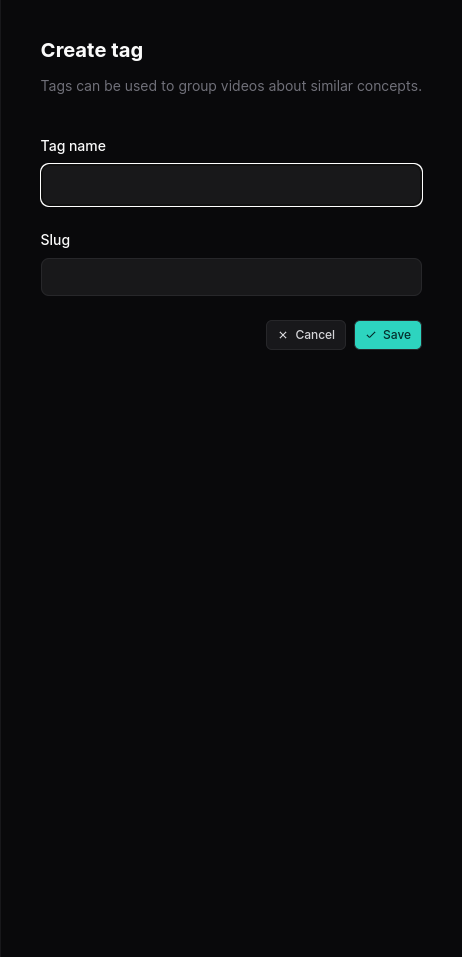 Create tag
Tags can be used to group videos about similar concepts.
Tag name
Slug
Cancel
Save